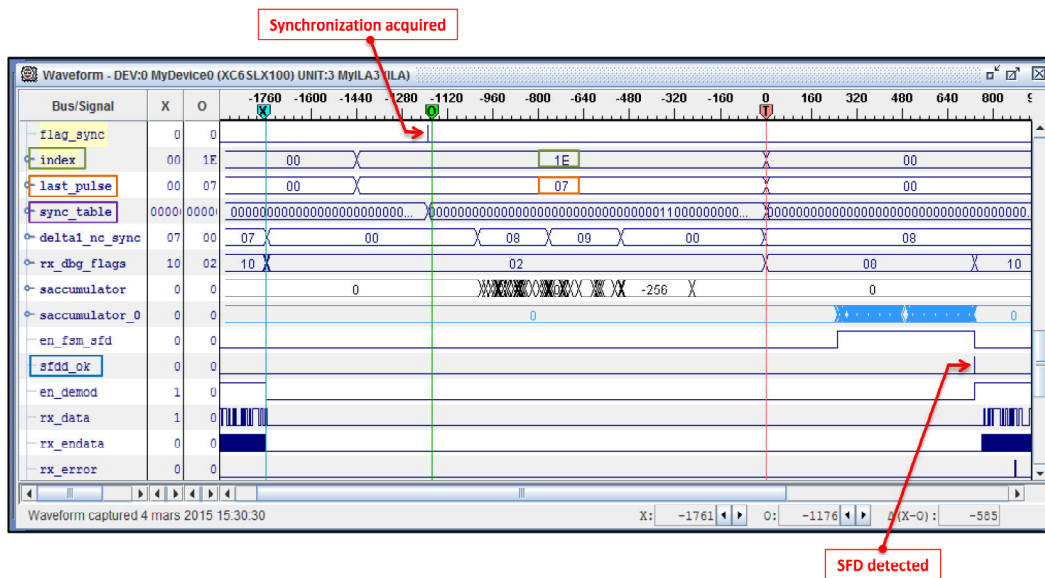 Synchronization acquired
Waveform - DEV:0 MyDevice0 (XC6SLX100) UNIT:3 MyILA3 (ILA)
Bus/Signal X O -1760 -1600 -1440 -1280 -1120 -960 -800 -640 -480 -320 -160 0 160 320 480 640 800
X O T
flag_sync 0 0
index 00 1E 00 1E 00
last_pulse 00 07 00 07 00
sync_table 0000 0000 000000000000000000000000... 0000000000000000000000000000000011000000000... 000000000000000000000000000000000000.
delta1_nc_sync 07 00 07 00 08 09 00 08
rx_dbg_flags 10 02 10 02 00 10
saccumulator 0 0 0 -256 0
saccumulator_0 0 0 0 0
en_fsm_sfd 0 0
sfdd_ok 0 0
en_demod 1 0
rx_data 1 0
rx_endata 0 0
rx_error 0 0
Waveform captured 4 mars 2015 15:30:30 X: -1761 O: -1176 Δ(X-O): -585
SFD detected